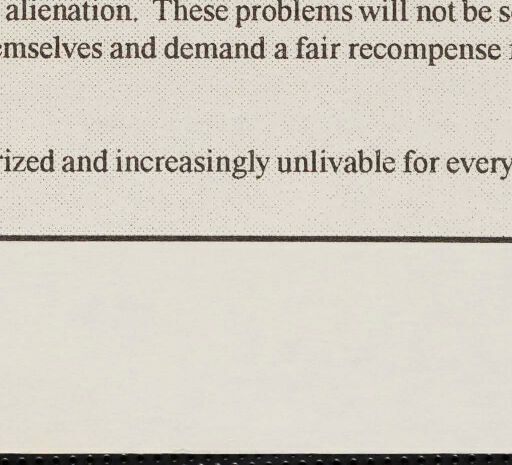 alienation. These problems will not be s
emselves and demand a fair recompense
rized and increasingly unlivable for every